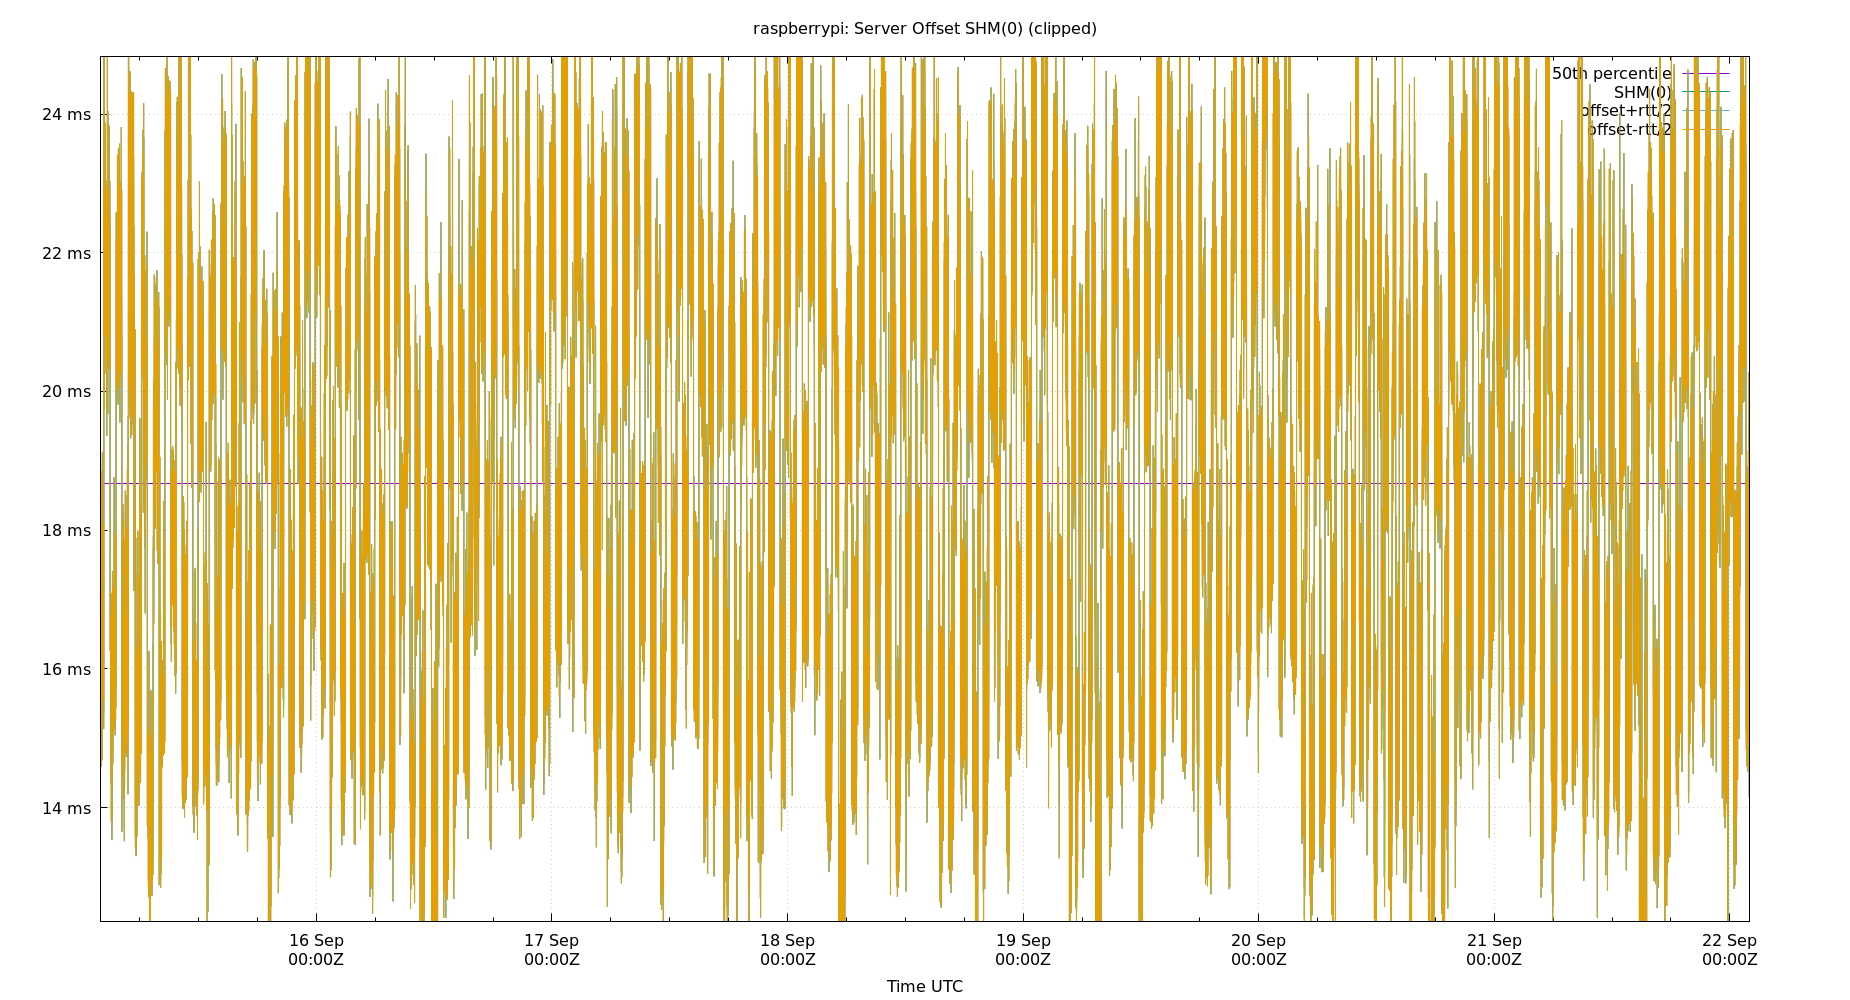 raspberrypi: Server Offset SHM(0) (clipped)
50th percentile
SHM(0)
offset+rtt/2
offset-rtt/2
24 ms
22 ms
20 ms
18 ms
16 ms
14 ms
16 Sep 17 Sep 18 Sep 19 Sep 20 Sep 21 Sep 22 Sep
00:00Z 00:00Z 00:00Z 00:00Z 00:00Z 00:00Z 00:00Z
Time UTC